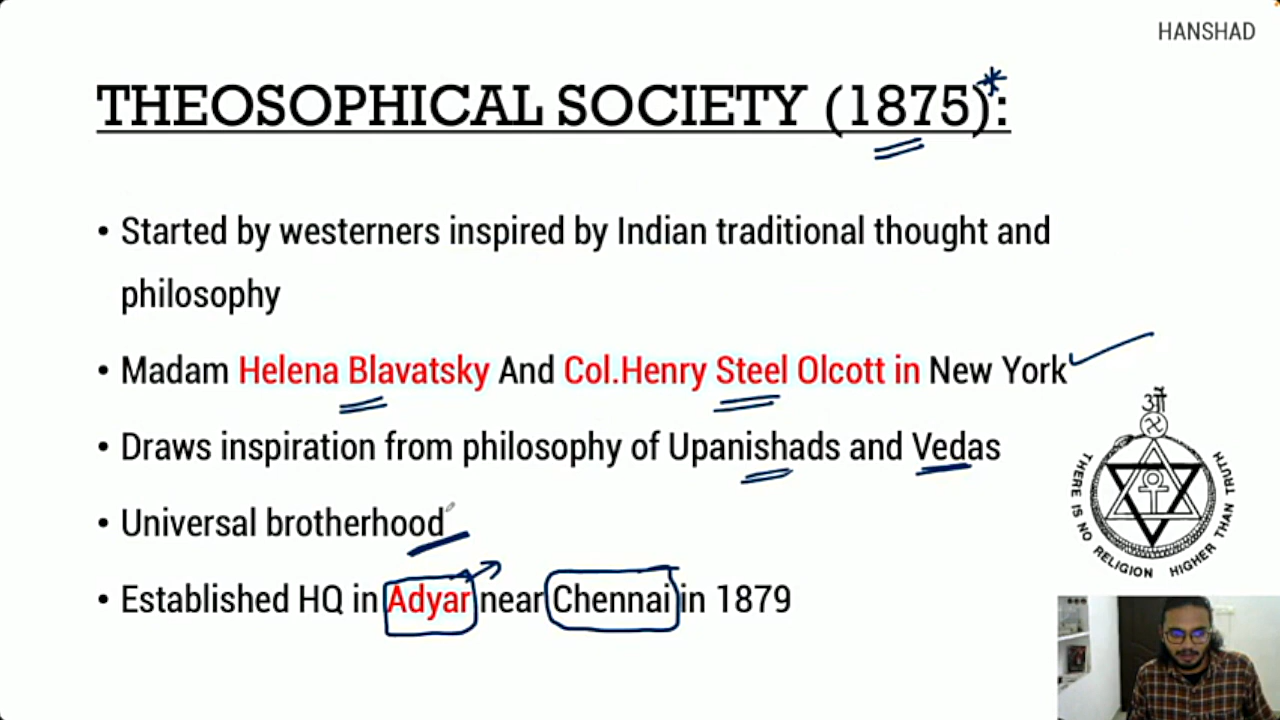 HANSHAD
THEOSOPHICAL SOCIETY (1875)*:
• Started by westerners inspired by Indian traditional thought and
philosophy
• Madam Helena Blavatsky And Col.Henry Steel Olcott in New York
• Draws inspiration from philosophy of Upanishads and Vedas
• Universal brotherhood
• Established HQ in Adyar near Chennai in 1879
ओं
THERE IS NO RELIGION HIGHER THAN TRUTH